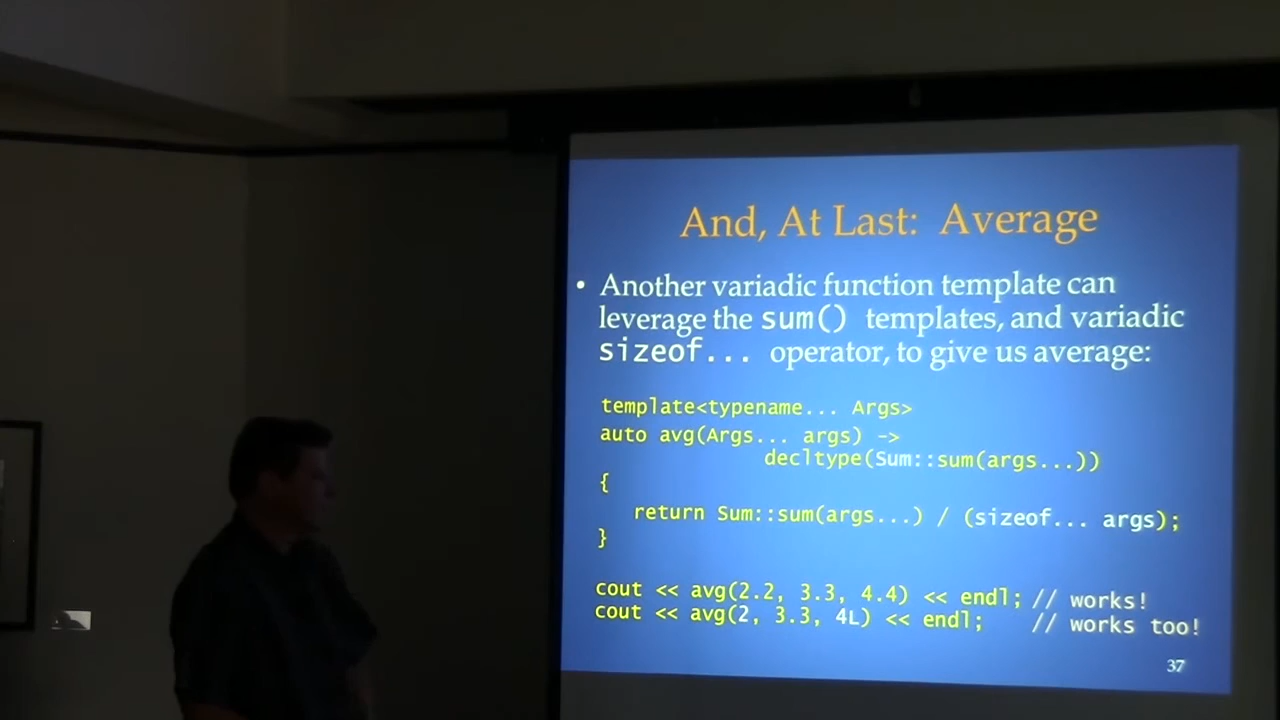 And, At Last: Average
• Another variadic function template can
leverage the sum() templates, and variadic
sizeof... operator, to give us average:
template<typename... Args>
auto avg(Args... args) ->
decltype(Sum::sum(args...))
{
return Sum::sum(args...) / (sizeof... args);
}
cout << avg(2.2, 3.3, 4.4) << endl; // works!
cout << avg(2, 3.3, 4L) << endl; // works too!
37